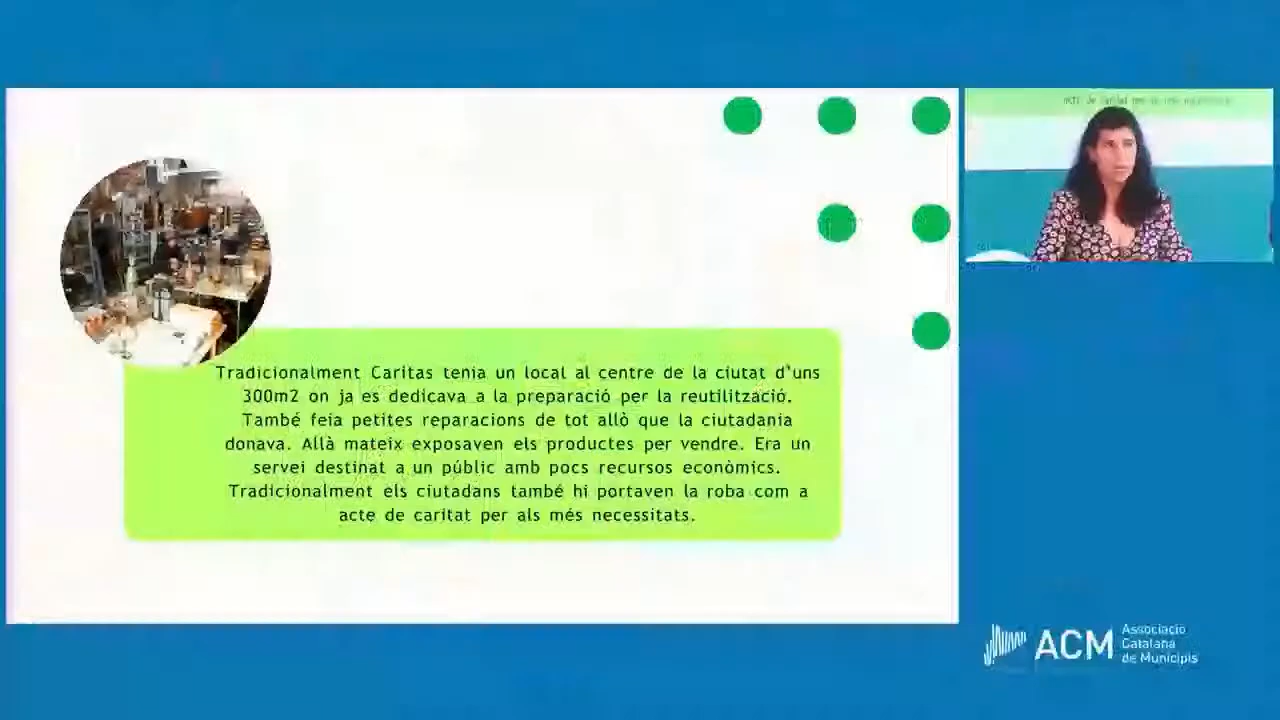 Tradicionalment Caritas tenia un local al centre de la ciutat d'uns
300m2 on ja es dedicava a la preparació per la reutilització.
També feia petites reparacions de tot allò que la ciutadania
donava. Allà mateix exposaven els productes per vendre. Era un
servei destinat a un públic amb pocs recursos econòmics.
Tradicionalment els ciutadans també hi portaven la roba com a
acte de caritat per als més necessitats.
ACM
Associació
Catalana
de Municipis